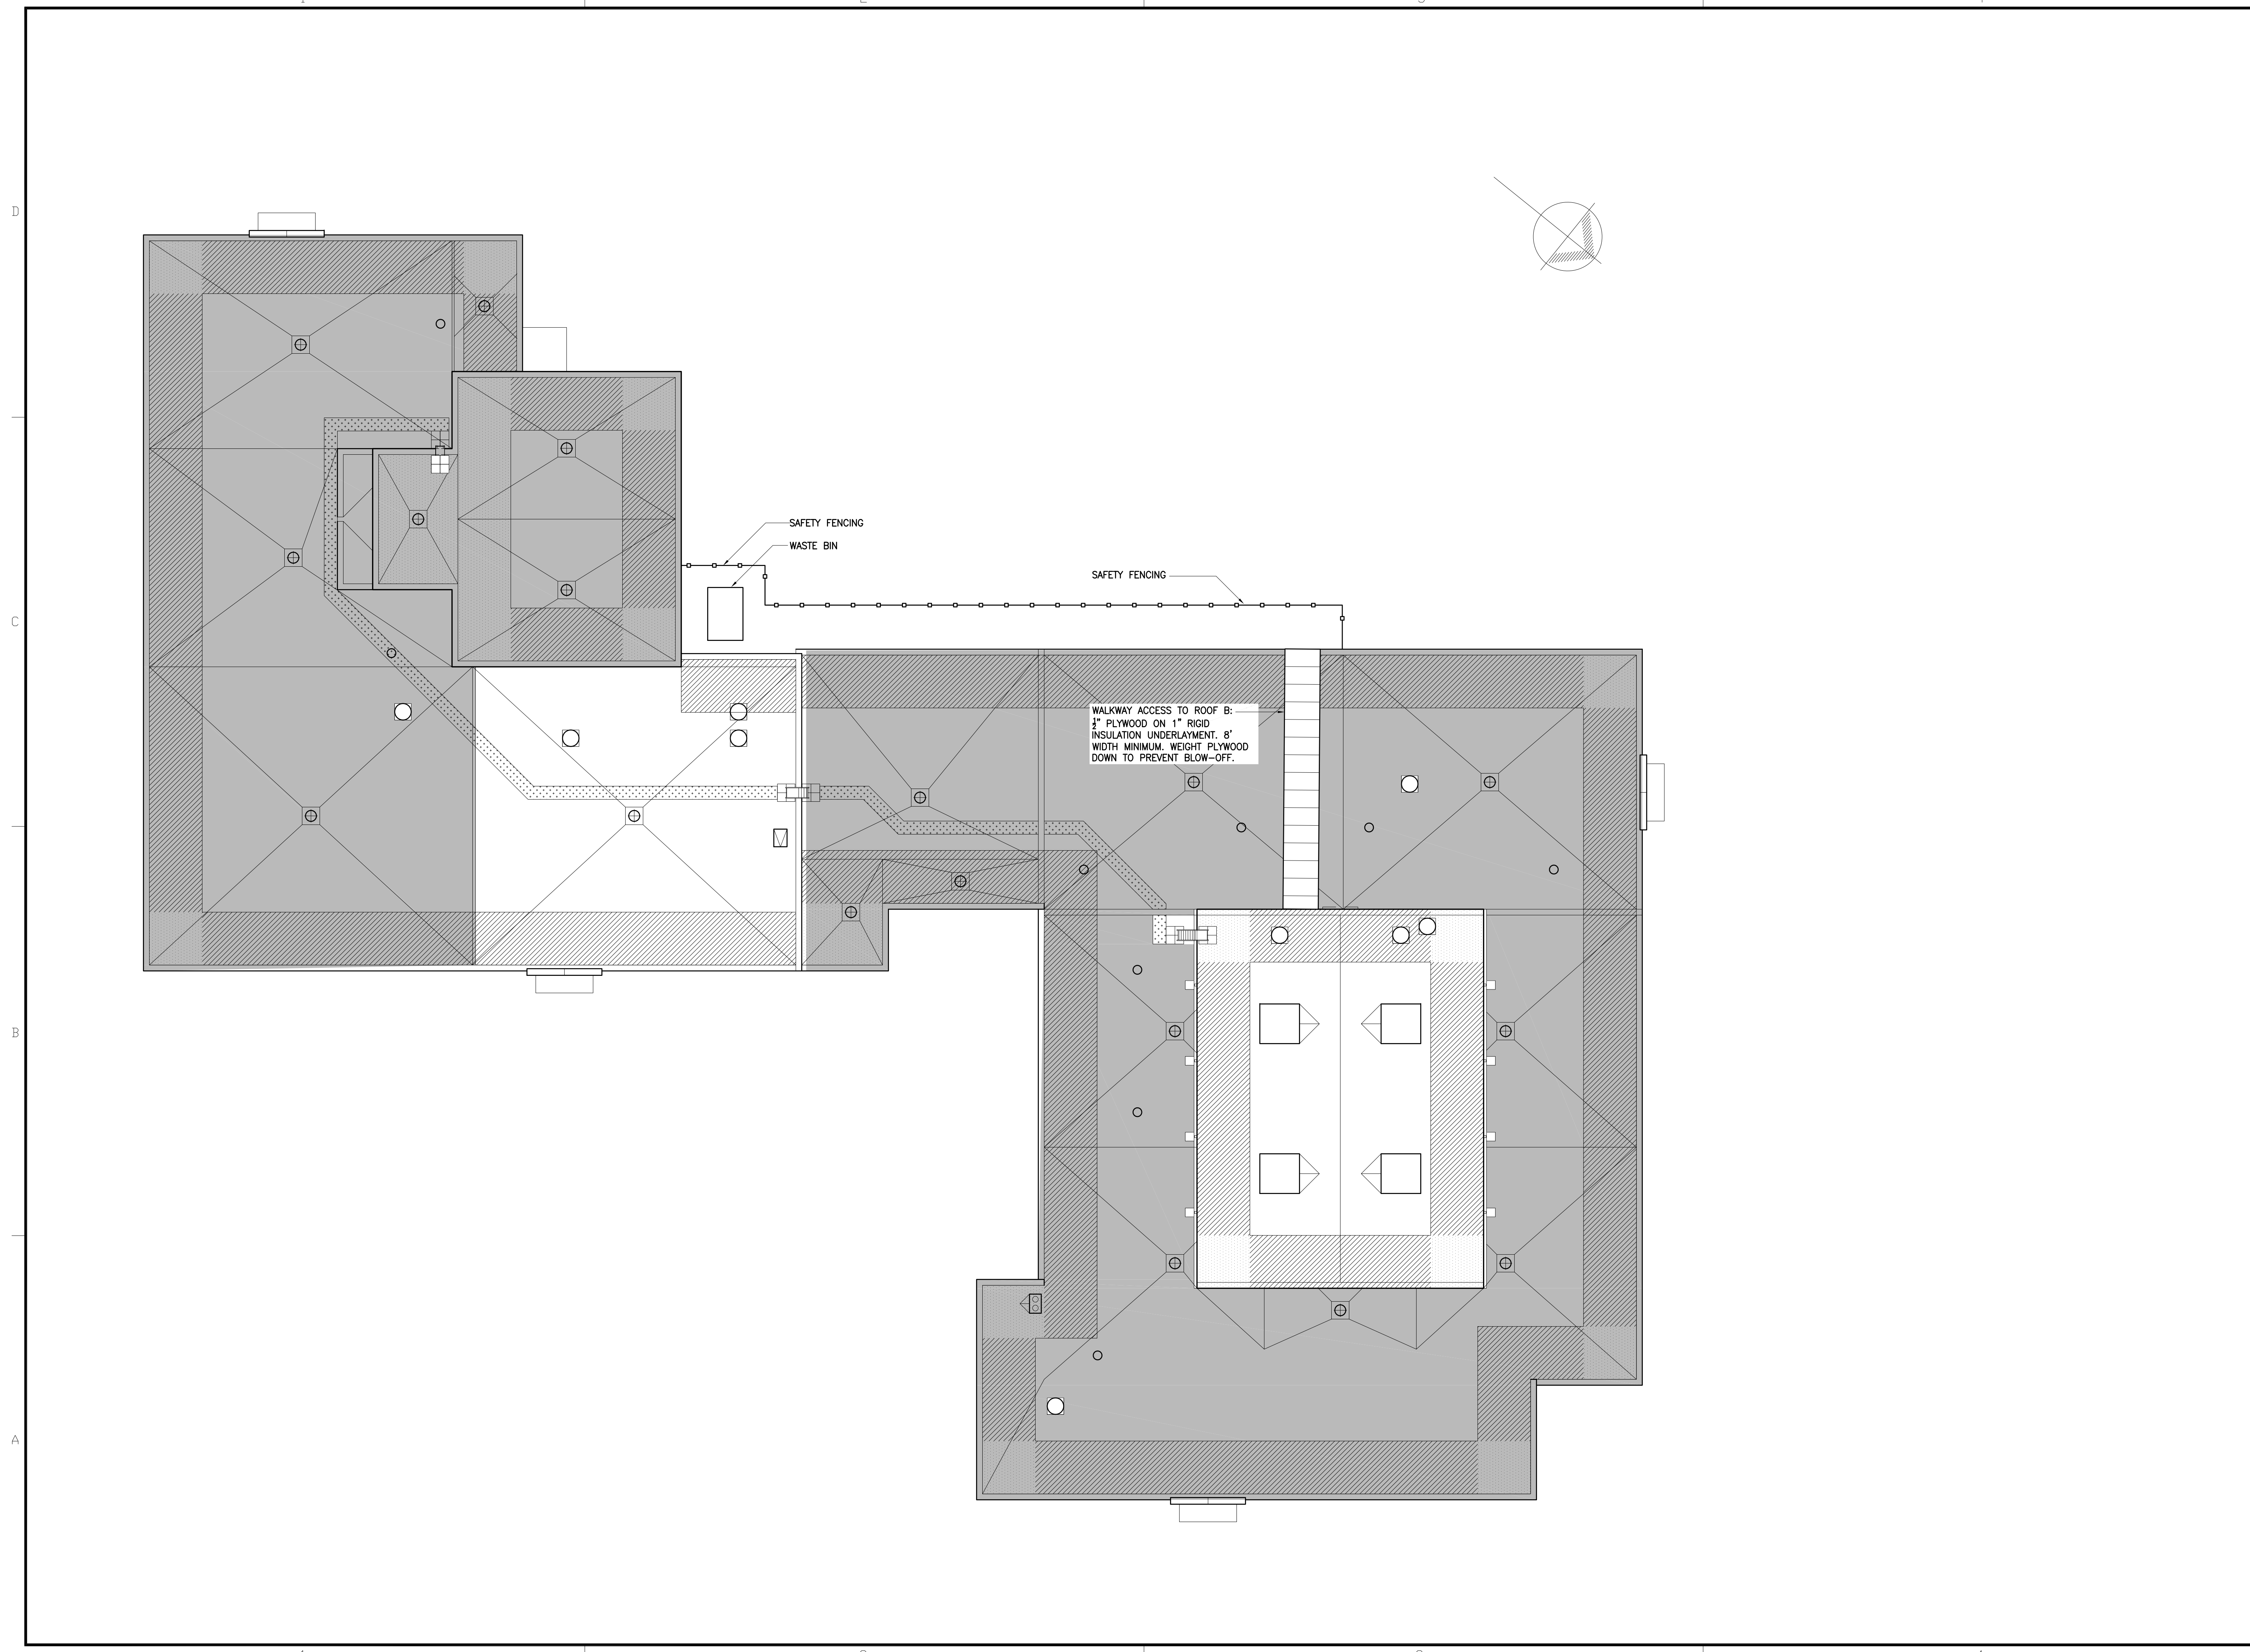 D
SAFETY FENCING
WASTE BIN
SAFETY FENCING
C
WALKWAY ACCESS TO ROOF B:
½" PLYWOOD ON 1" RIGID
INSULATION UNDERLAYMENT. 8'
WIDTH MINIMUM. WEIGHT PLYWOOD
DOWN TO PREVENT BLOW-OFF.
B
A